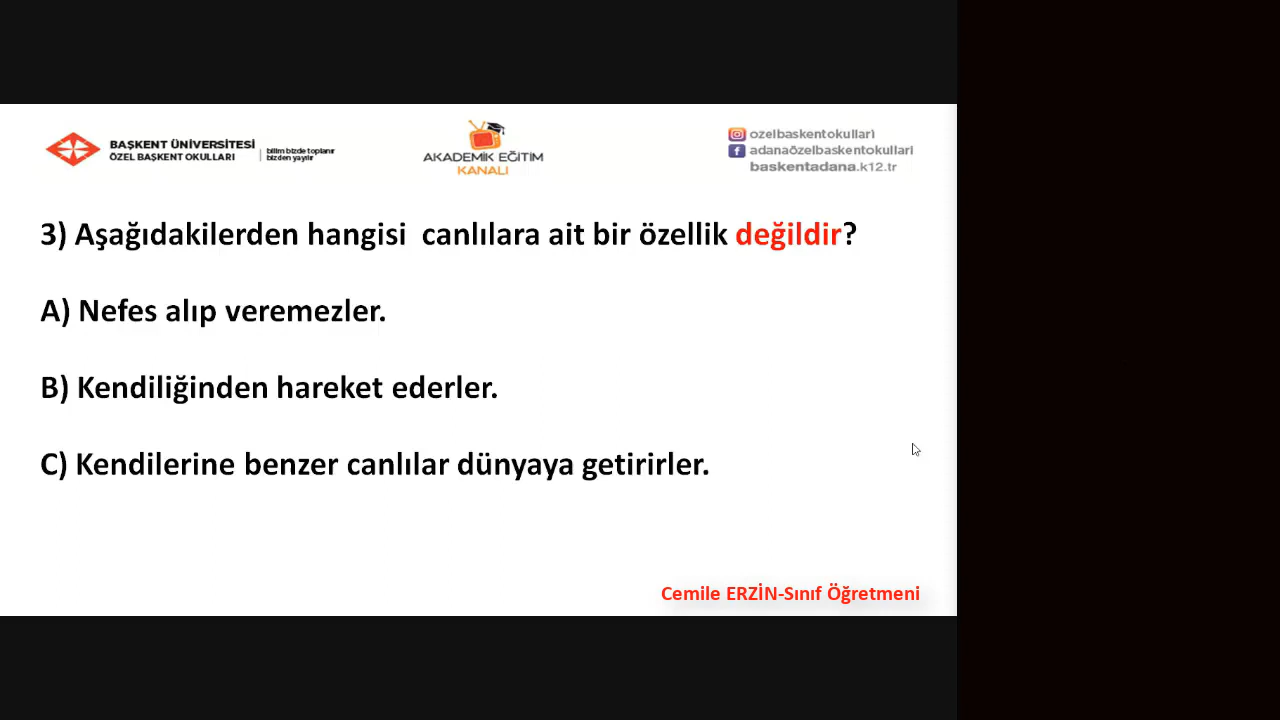 BAŞKENT ÜNİVERSİTESİ
ÖZEL BAŞKENT OKULLARI
bilim bizde toplanır
bizden yayılır
AKADEMİK EĞİTİM
KANALI
ozelbaskentokullari
adanaözelbaskentokullari
baskentadana.k12.tr
3) Aşağıdakilerden hangisi canlılara ait bir özellik değildir?
A) Nefes alıp veremezler.
B) Kendiliğinden hareket ederler.
C) Kendilerine benzer canlılar dünyaya getirirler.
Cemile ERZİN-Sınıf Öğretmeni